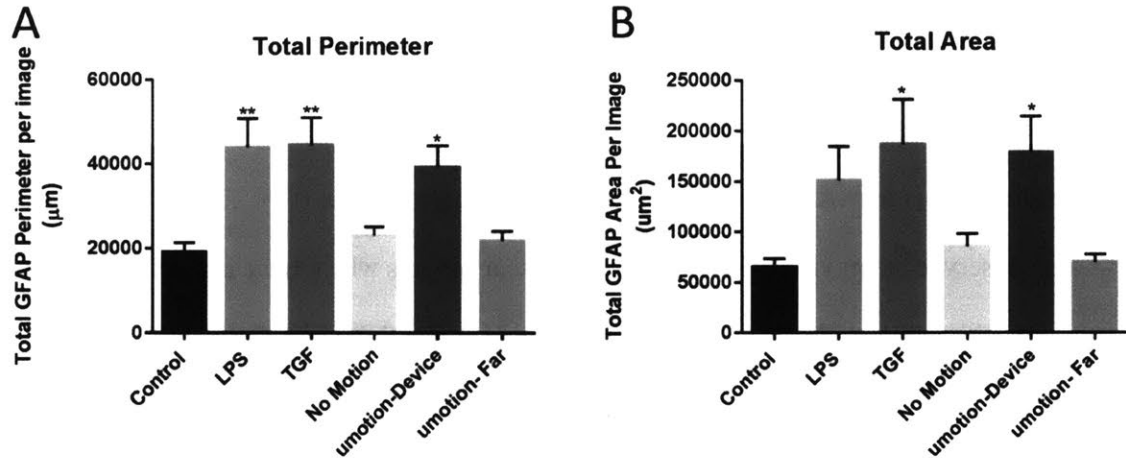 A
Total Perimeter
Total GFAP Perimeter per image
(μm)
60000
40000
20000
0
**
**
*
Control
LPS
TGF
No Motion
umotion-Device
umotion- Far
B
Total Area
Total GFAP Area Per Image
(um²)
250000
200000
150000
100000
50000
0
*
*
Control
LPS
TGF
No Motion
umotion-Device
umotion- Far